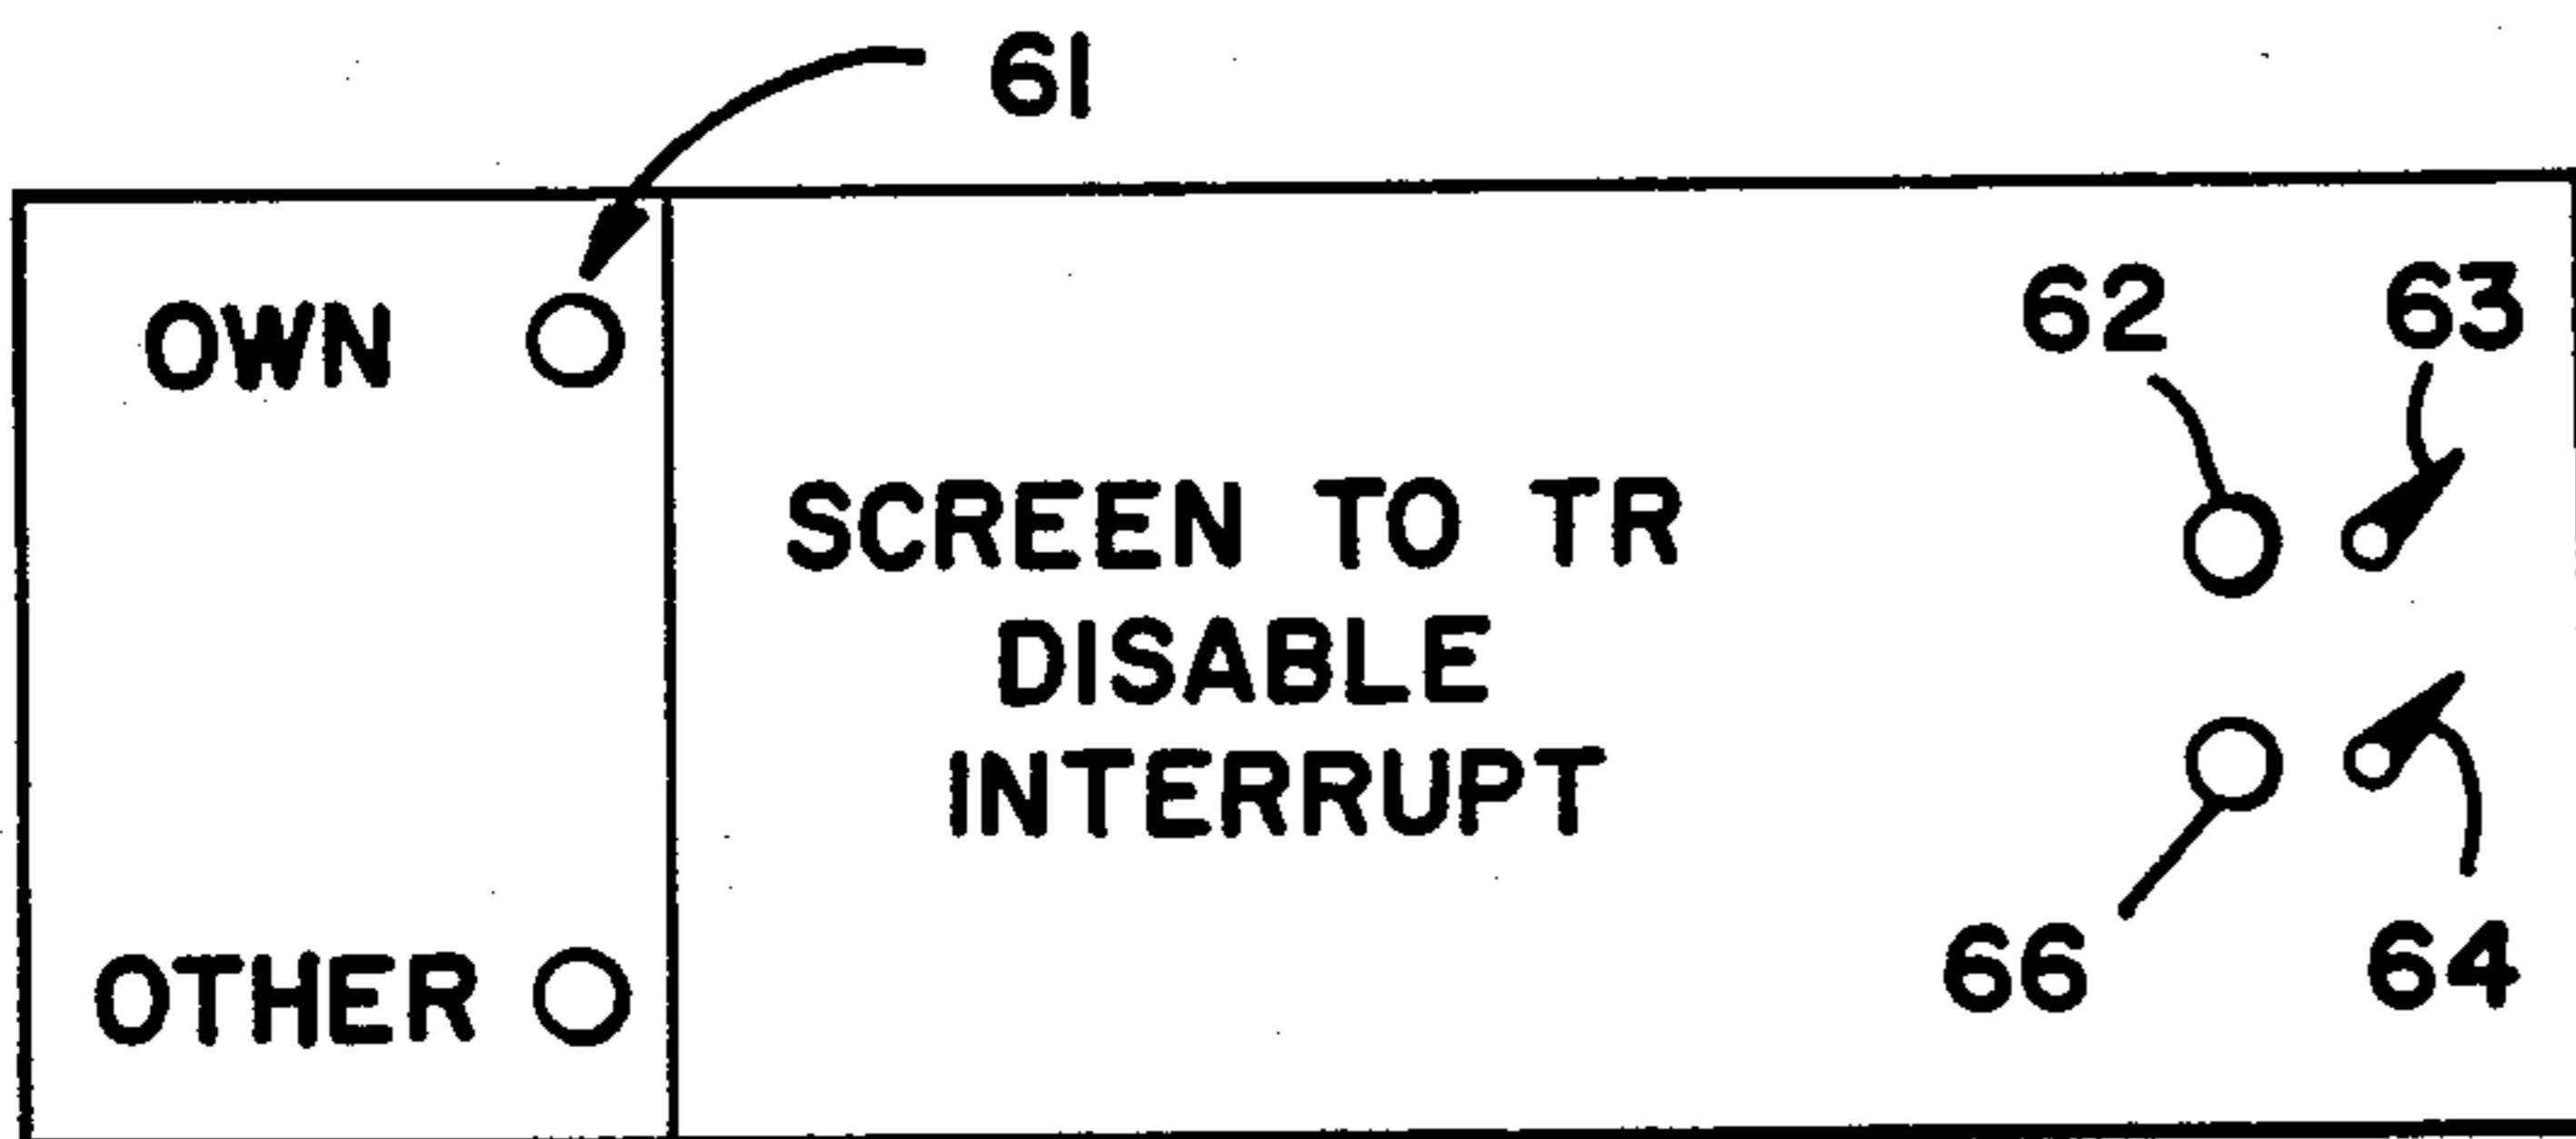 61
OWN
62
63
SCREEN TO TR
DISABLE
INTERRUPT
OTHER
66
64